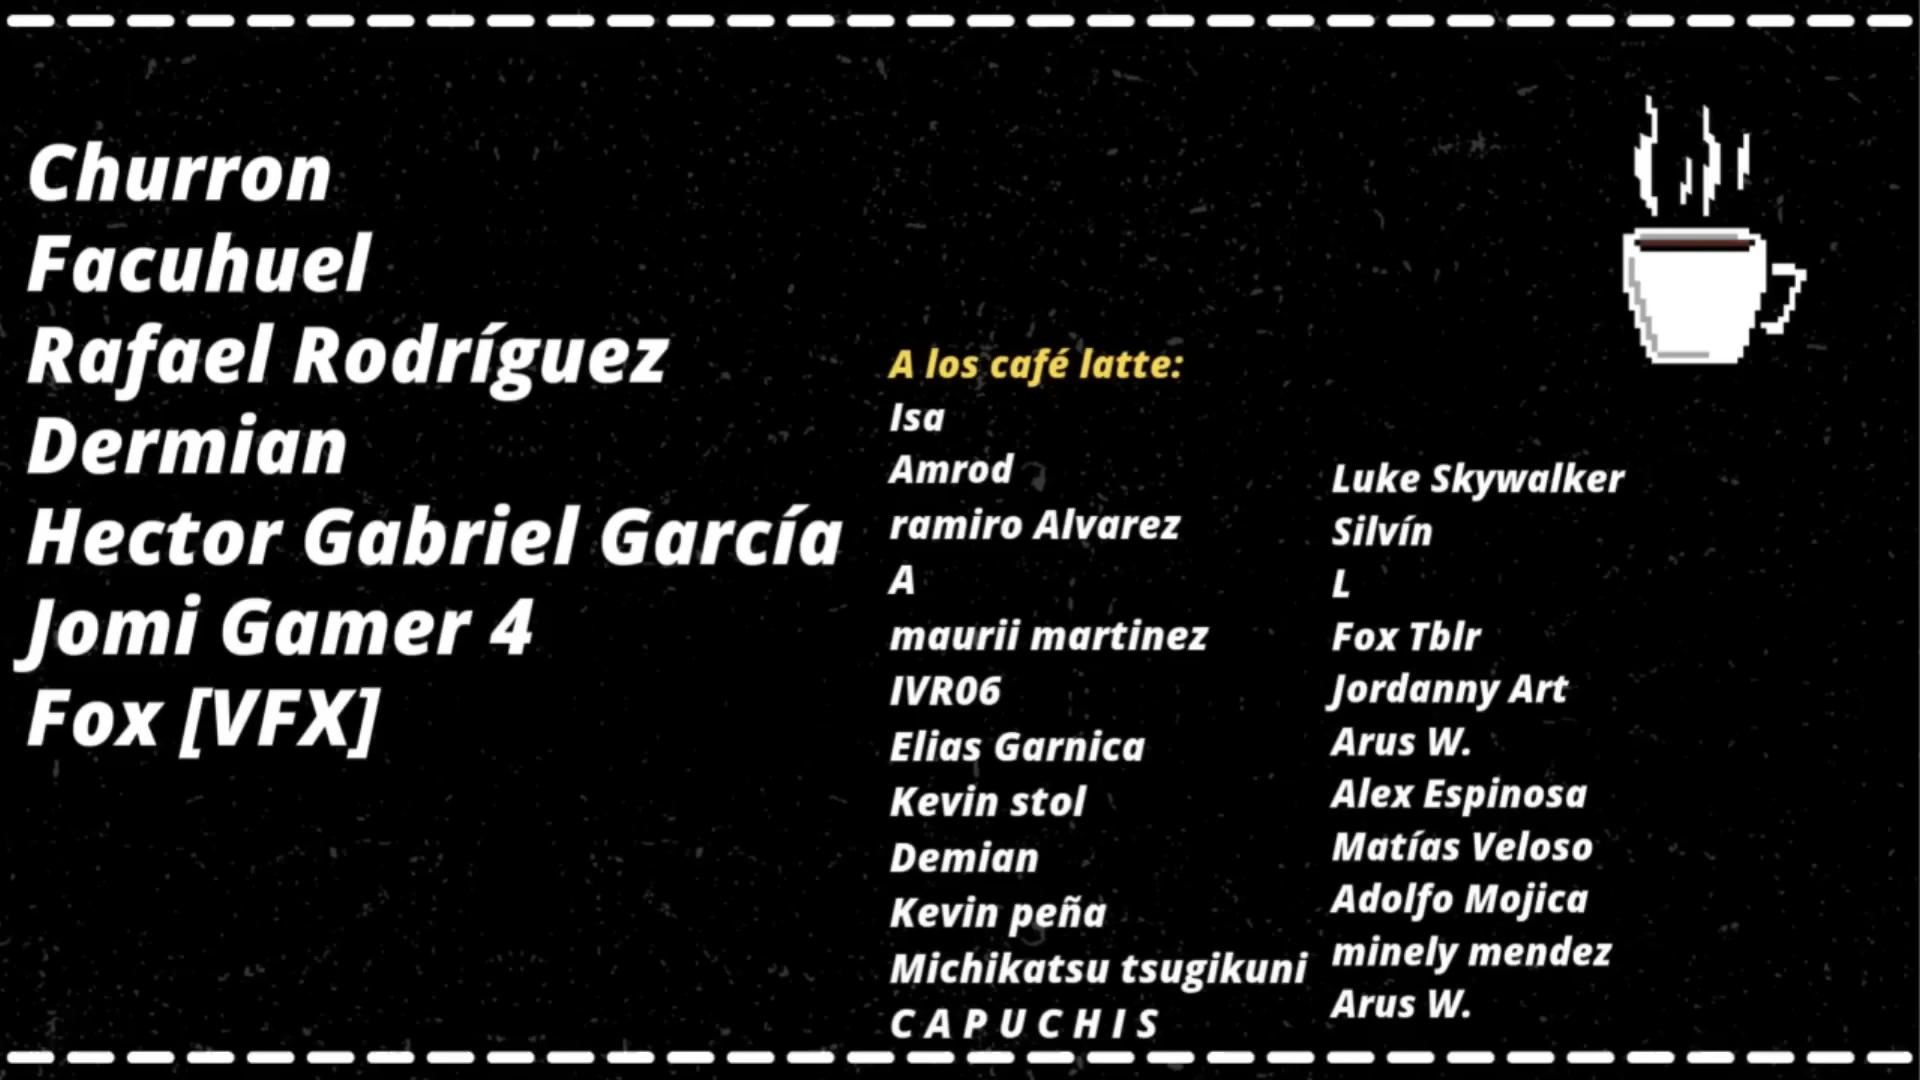 Churron
Facuhuel
Rafael Rodríguez
Dermian
Hector Gabriel García
Jomi Gamer 4
Fox [VFX]
A los café latte:
Isa
Amrod
ramiro Alvarez
A
maurii martinez
IVR06
Elias Garnica
Kevin stol
Demian
Kevin peña
Michikatsu tsugikuni
C A P U C H I S
Luke Skywalker
Silvín
L
Fox Tblr
Jordanny Art
Arus W.
Alex Espinosa
Matías Veloso
Adolfo Mojica
minely mendez
Arus W.